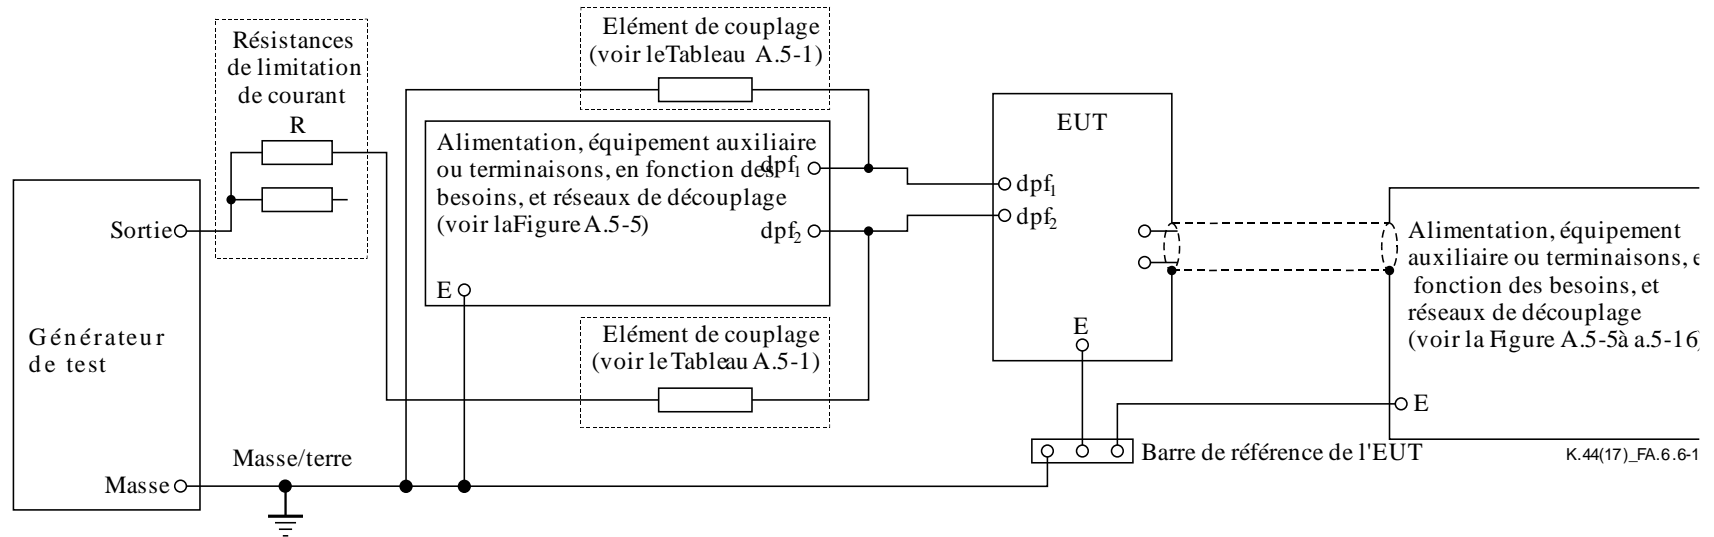 Résistances
de limitation
de courant
R
Elément de couplage
(voir le Tableau A.5-1)
Alimentation, équipement auxiliaire
ou terminaisons, en fonction des
besoins, et réseaux de découplage
(voir la Figure A.5-5)
dpf1
dpf2
E
Elément de couplage
(voir le Tableau A.5-1)
EUT
dpf1
dpf2
E
Alimentation, équipement
auxiliaire ou terminaisons, e
fonction des besoins, et
réseaux de découplage
(voir la Figure A.5-5à a.5-16)
E
Sortie
Générateur
de test
Masse
Masse/terre
Barre de référence de l'EUT
K.44(17)_FA.6.6-1